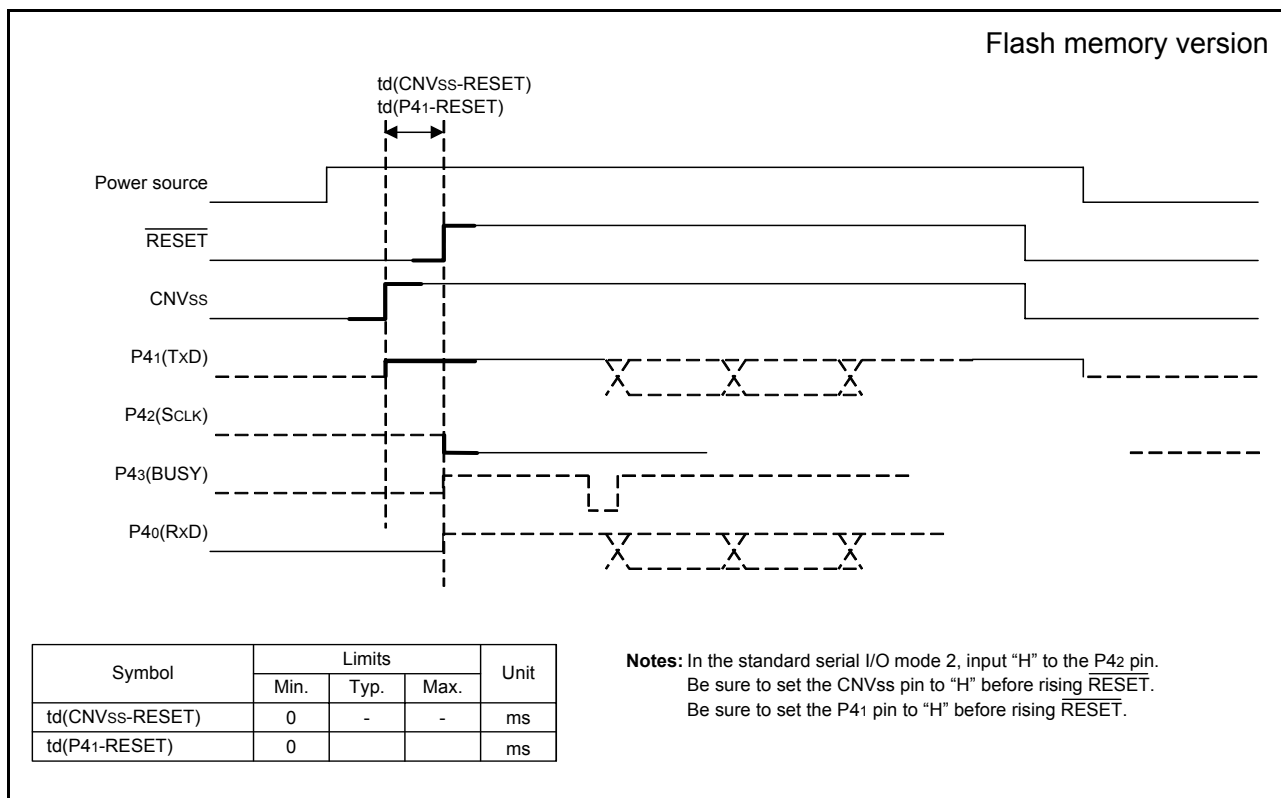 Flash memory version
td(CNVss-RESET)
td(P41-RESET)
Power source
RESET
CNVss
P41(TxD)
P42(SCLK)
P43(BUSY)
P40(RxD)
Symbol Limits Unit
Min. Typ. Max.
td(CNVss-RESET) 0 - - ms
td(P41-RESET) 0 ms
Notes: In the standard serial I/O mode 2, input “H” to the P42 pin.
Be sure to set the CNVss pin to “H” before rising RESET.
Be sure to set the P41 pin to “H” before rising RESET.